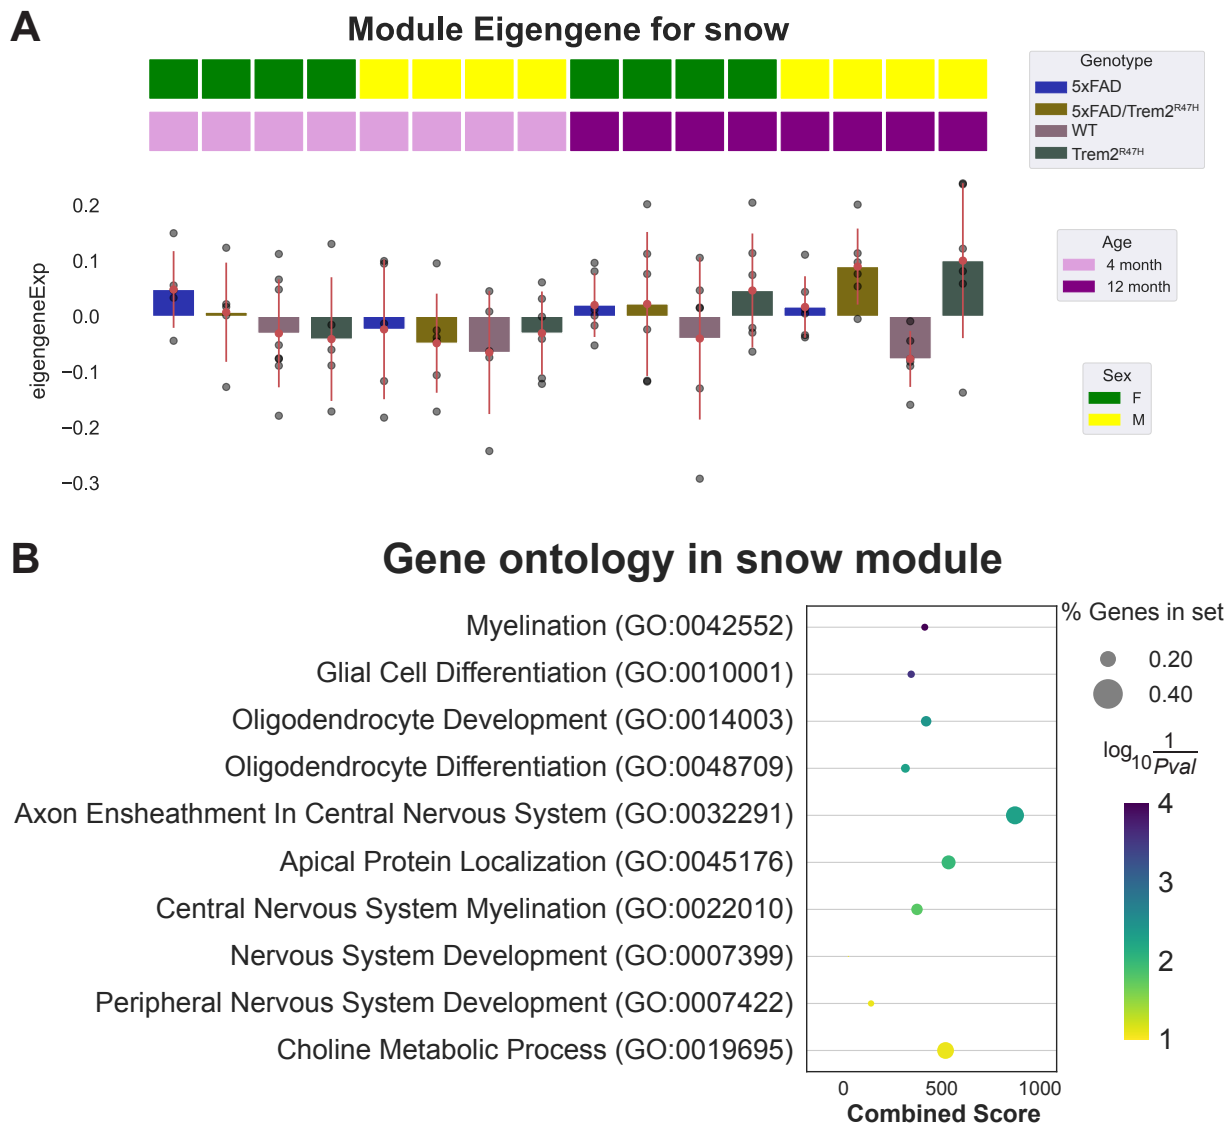 A
Module Eigengene for snow
Genotype
5xFAD
5xFAD/Trem2^R47H
WT
Trem2^R47H
Age
4 month
12 month
Sex
F
M
eigengeneExp
0.2
0.1
0.0
−0.1
−0.2
−0.3
B
Gene ontology in snow module
Myelination (GO:0042552)
Glial Cell Differentiation (GO:0010001)
Oligodendrocyte Development (GO:0014003)
Oligodendrocyte Differentiation (GO:0048709)
Axon Ensheathment In Central Nervous System (GO:0032291)
Apical Protein Localization (GO:0045176)
Central Nervous System Myelination (GO:0022010)
Nervous System Development (GO:0007399)
Peripheral Nervous System Development (GO:0007422)
Choline Metabolic Process (GO:0019695)
0 500 1000
Combined Score
% Genes in set
0.20
0.40
log10 1/Pval
4
3
2
1